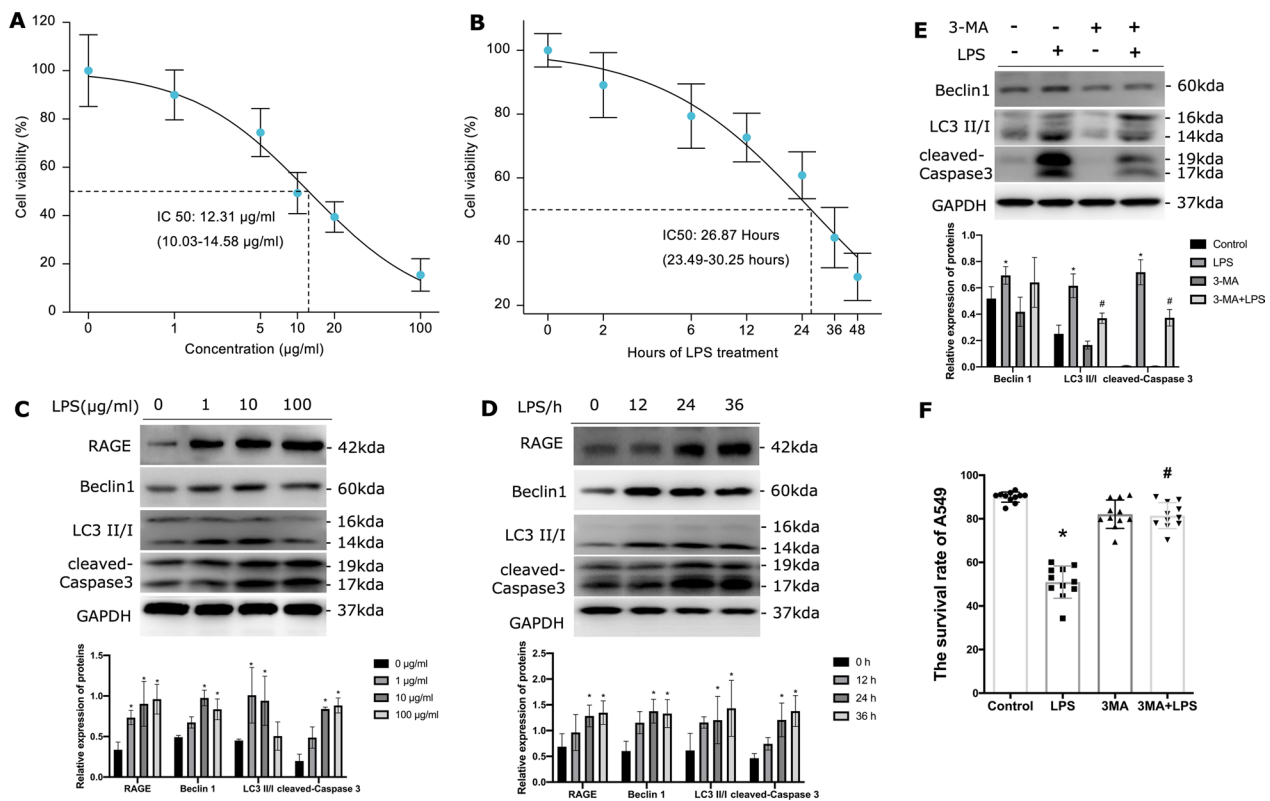 A
120
100
80
60
40
20
0
Cell viability (%)
IC 50: 12.31 µg/ml
(10.03-14.58 µg/ml)
0 1 5 10 20 100
Concentration (µg/ml)
B
100
80
60
40
20
Cell viability (%)
IC50: 26.87 Hours
(23.49-30.25 hours)
0 2 6 12 24 36 48
Hours of LPS treatment
E
3-MA - - + +
LPS - + - +
Beclin1 - 60kda
LC3 II/I - 16kda
- 14kda
cleaved- - 19kda
Caspase3 - 17kda
GAPDH - 37kda
Relative expression of proteins
1.0
0.8
0.6
0.4
0.2
0.0
* * # * #
Beclin 1 LC3 II/I cleaved-Caspase 3
Control
LPS
3-MA
3-MA+LPS
C
LPS(µg/ml) 0 1 10 100
RAGE - 42kda
Beclin1 - 60kda
LC3 II/I - 16kda
- 14kda
cleaved- - 19kda
Caspase3 - 17kda
GAPDH - 37kda
Relative expression of proteins
1.5
1.0
0.5
0.0
* * * * * * * * *
RAGE Beclin 1 LC3 II/I cleaved-Caspase 3
0 µg/ml
1 µg/ml
10 µg/ml
100 µg/ml
D
LPS/h 0 12 24 36
RAGE - 42kda
Beclin1 - 60kda
LC3 II/I - 16kda
- 14kda
cleaved- - 19kda
Caspase3 - 17kda
GAPDH - 37kda
Relative expression of proteins
2.5
2.0
1.5
1.0
0.5
0.0
* * * * * * * *
RAGE Beclin 1 LC3 II/I cleaved-Caspase 3
0 h
12 h
24 h
36 h
F
The survival rate of A549
100
80
60
40
20
0
* #
Control LPS 3MA 3MA+LPS